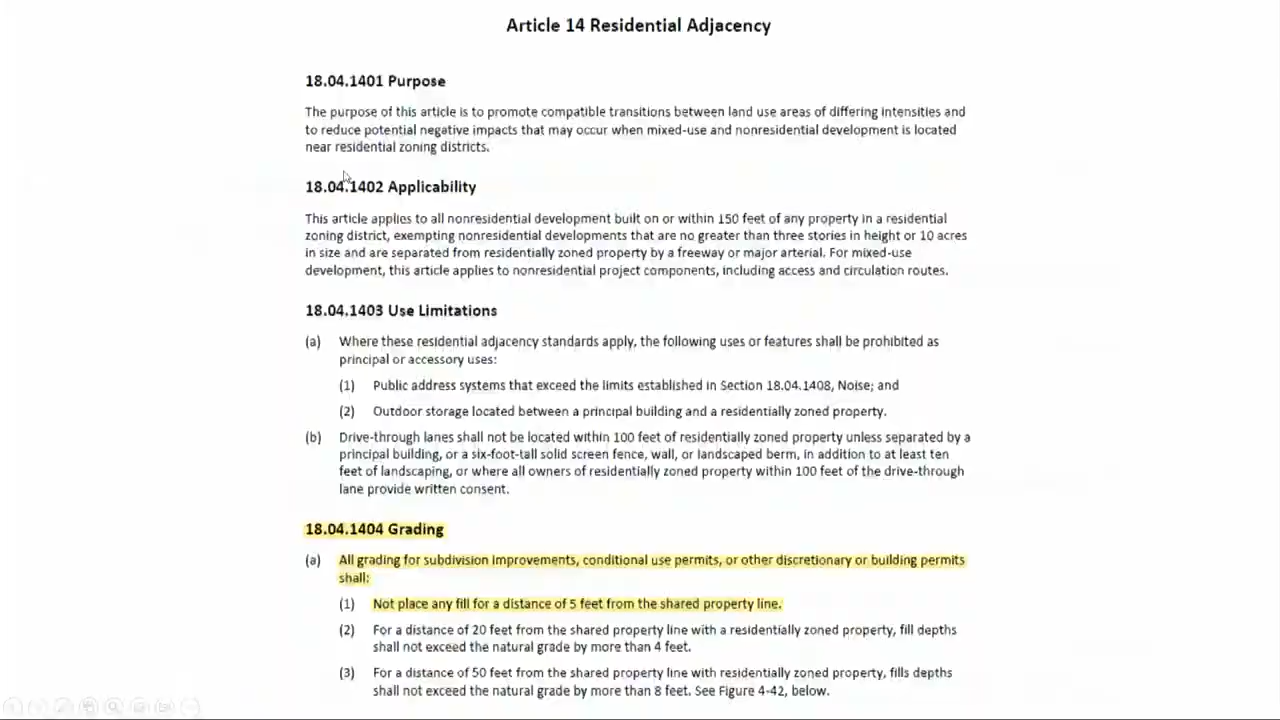 Article 14 Residential Adjacency
18.04.1401 Purpose
The purpose of this article is to promote compatible transitions between land use areas of differing intensities and
to reduce potential negative impacts that may occur when mixed-use and nonresidential development is located
near residential zoning districts.
18.04.1402 Applicability
This article applies to all nonresidential development built on or within 150 feet of any property in a residential
zoning district, exempting nonresidential developments that are no greater than three stories in height or 10 acres
in size and are separated from residentially zoned property by a freeway or major arterial. For mixed-use
development, this article applies to nonresidential project components, including access and circulation routes.
18.04.1403 Use Limitations
(a) Where these residential adjacency standards apply, the following uses or features shall be prohibited as
principal or accessory uses:
(1) Public address systems that exceed the limits established in Section 18.04.1408, Noise; and
(2) Outdoor storage located between a principal building and a residentially zoned property.
(b) Drive-through lanes shall not be located within 100 feet of residentially zoned property unless separated by a
principal building, or a six-foot-tall solid screen fence, wall, or landscaped berm, in addition to at least ten
feet of landscaping, or where all owners of residentially zoned property within 100 feet of the drive-through
lane provide written consent.
18.04.1404 Grading
(a) All grading for subdivision improvements, conditional use permits, or other discretionary or building permits
shall:
(1) Not place any fill for a distance of 5 feet from the shared property line.
(2) For a distance of 20 feet from the shared property line with a residentially zoned property, fill depths
shall not exceed the natural grade by more than 4 feet.
(3) For a distance of 50 feet from the shared property line with residentially zoned property, fills depths
shall not exceed the natural grade by more than 8 feet. See Figure 4-42, below.